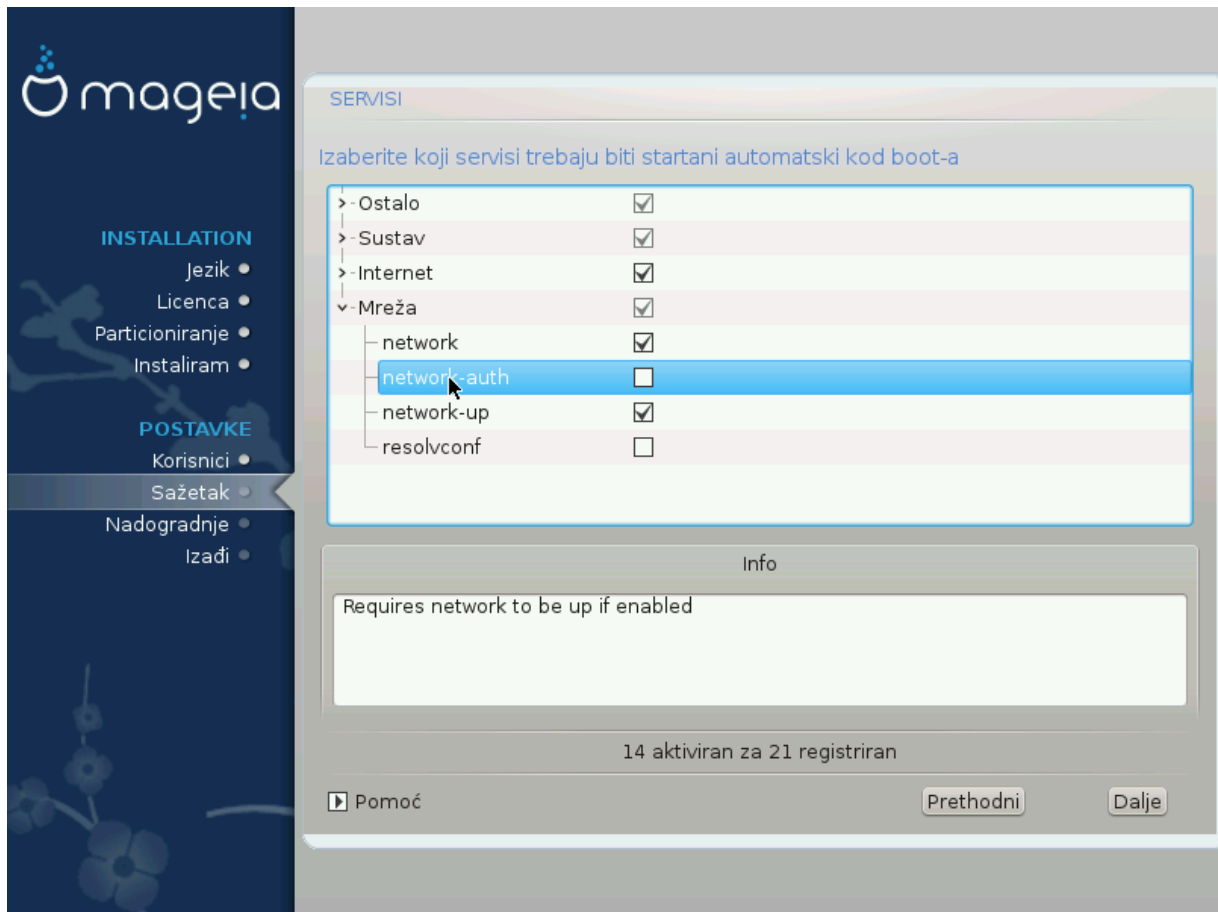 mageia
INSTALLATION
Jezik
Licenca
Particioniranje
Instaliram
POSTAVKE
Korisnici
Sažetak
Nadogradnje
Izađi
SERVISI
Izaberite koji servisi trebaju biti startani automatski kod boot-a
Ostalo
Sustav
Internet
Mreža
network
network-auth
network-up
resolvconf
Info
Requires network to be up if enabled
14 aktiviran za 21 registriran
Pomoć
Prethodni
Dalje